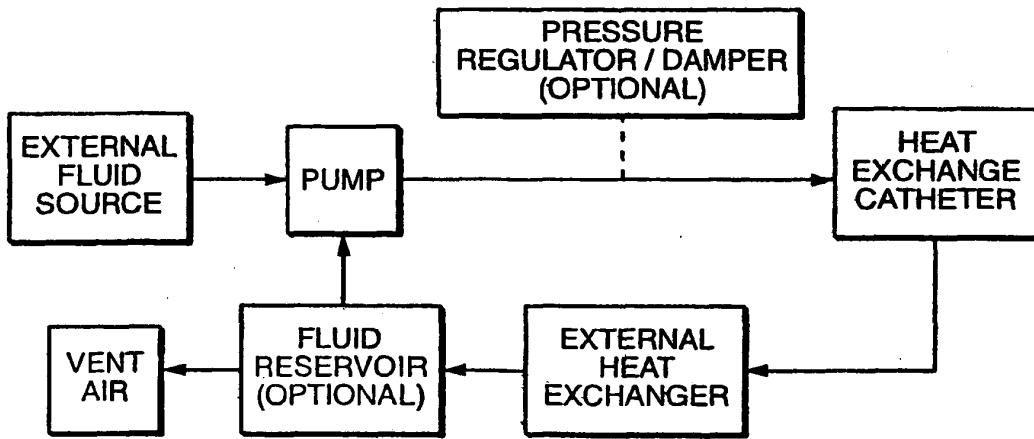 PRESSURE
REGULATOR / DAMPER
(OPTIONAL)
EXTERNAL
FLUID
SOURCE
PUMP
HEAT
EXCHANGE
CATHETER
VENT
AIR
FLUID
RESERVOIR
(OPTIONAL)
EXTERNAL
HEAT
EXCHANGER